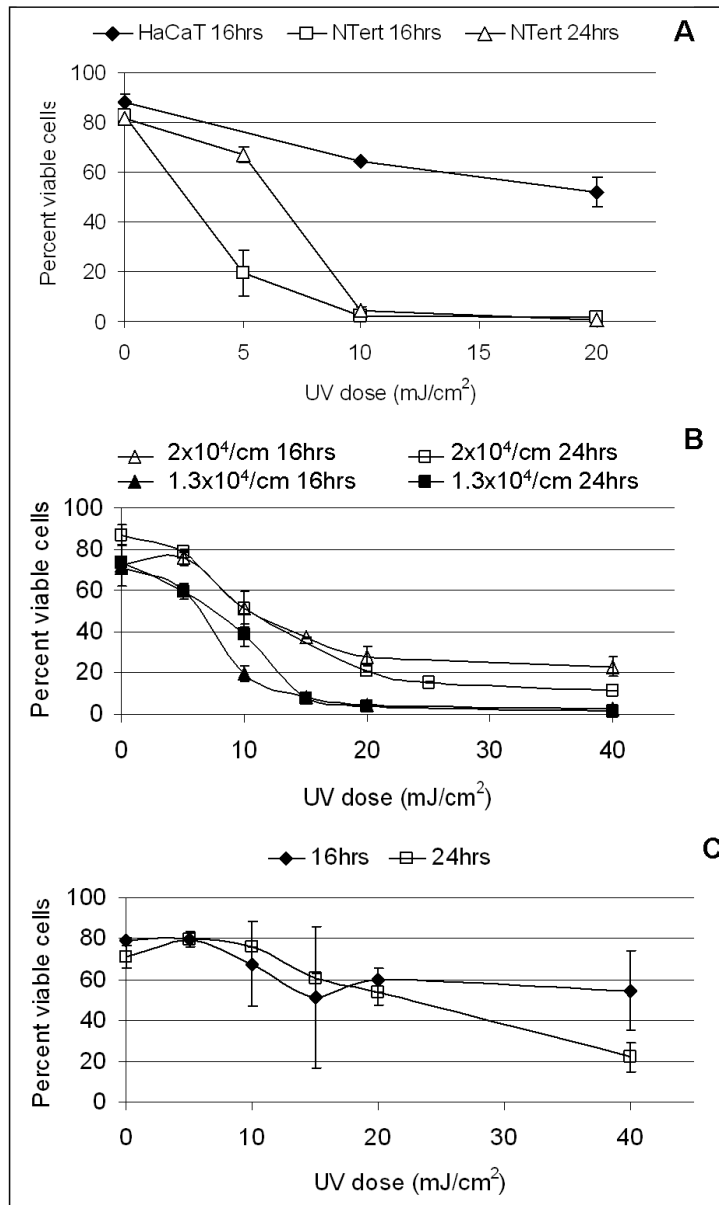 HaCaT 16hrs NTert 16hrs NTert 24hrs A
100
80
60
40
20
0
0 5 10 15 20
Percent viable cells
UV dose (mJ/cm²)
B
2x10⁴/cm 16hrs 2x10⁴/cm 24hrs
1.3x10⁴/cm 16hrs 1.3x10⁴/cm 24hrs
100
80
60
40
20
0
0 10 20 30 40
Percent viable cells
UV dose (mJ/cm²)
C
16hrs 24hrs
100
80
60
40
20
0
0 10 20 30 40
Percent viable cells
UV dose (mJ/cm²)